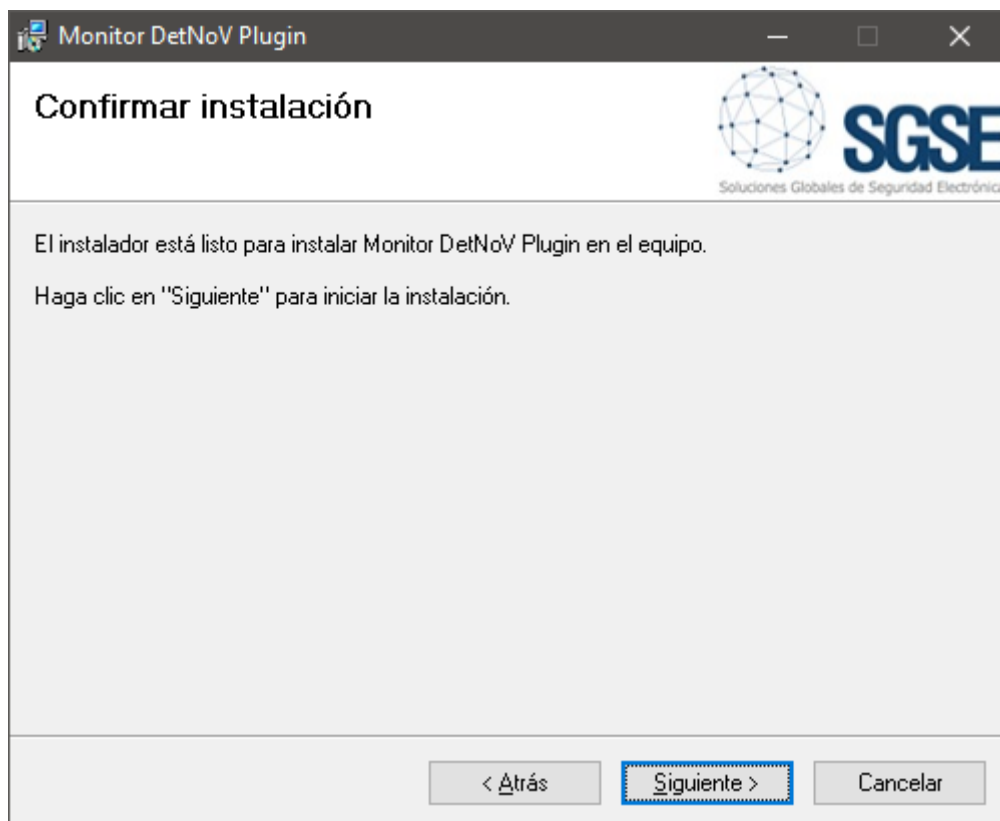 Monitor DetNoV Plugin
Confirmar instalación
SGSE
Soluciones Globales de Seguridad Electrónica
El instalador está listo para instalar Monitor DetNoV Plugin en el equipo.
Haga clic en "Siguiente" para iniciar la instalación.
< Atrás
Siguiente >
Cancelar